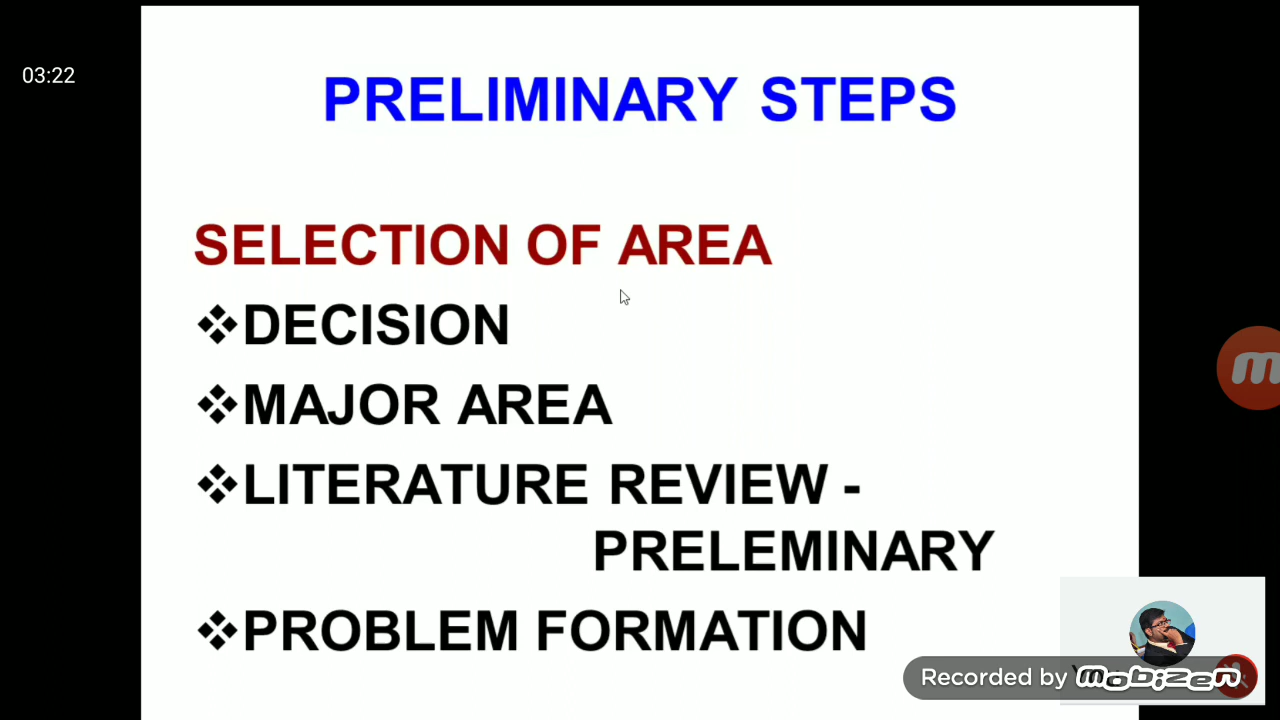 03:22
PRELIMINARY STEPS
SELECTION OF AREA
❖DECISION
❖MAJOR AREA
❖LITERATURE REVIEW -
PRELEMINARY
❖PROBLEM FORMATION
Recorded by mobizen